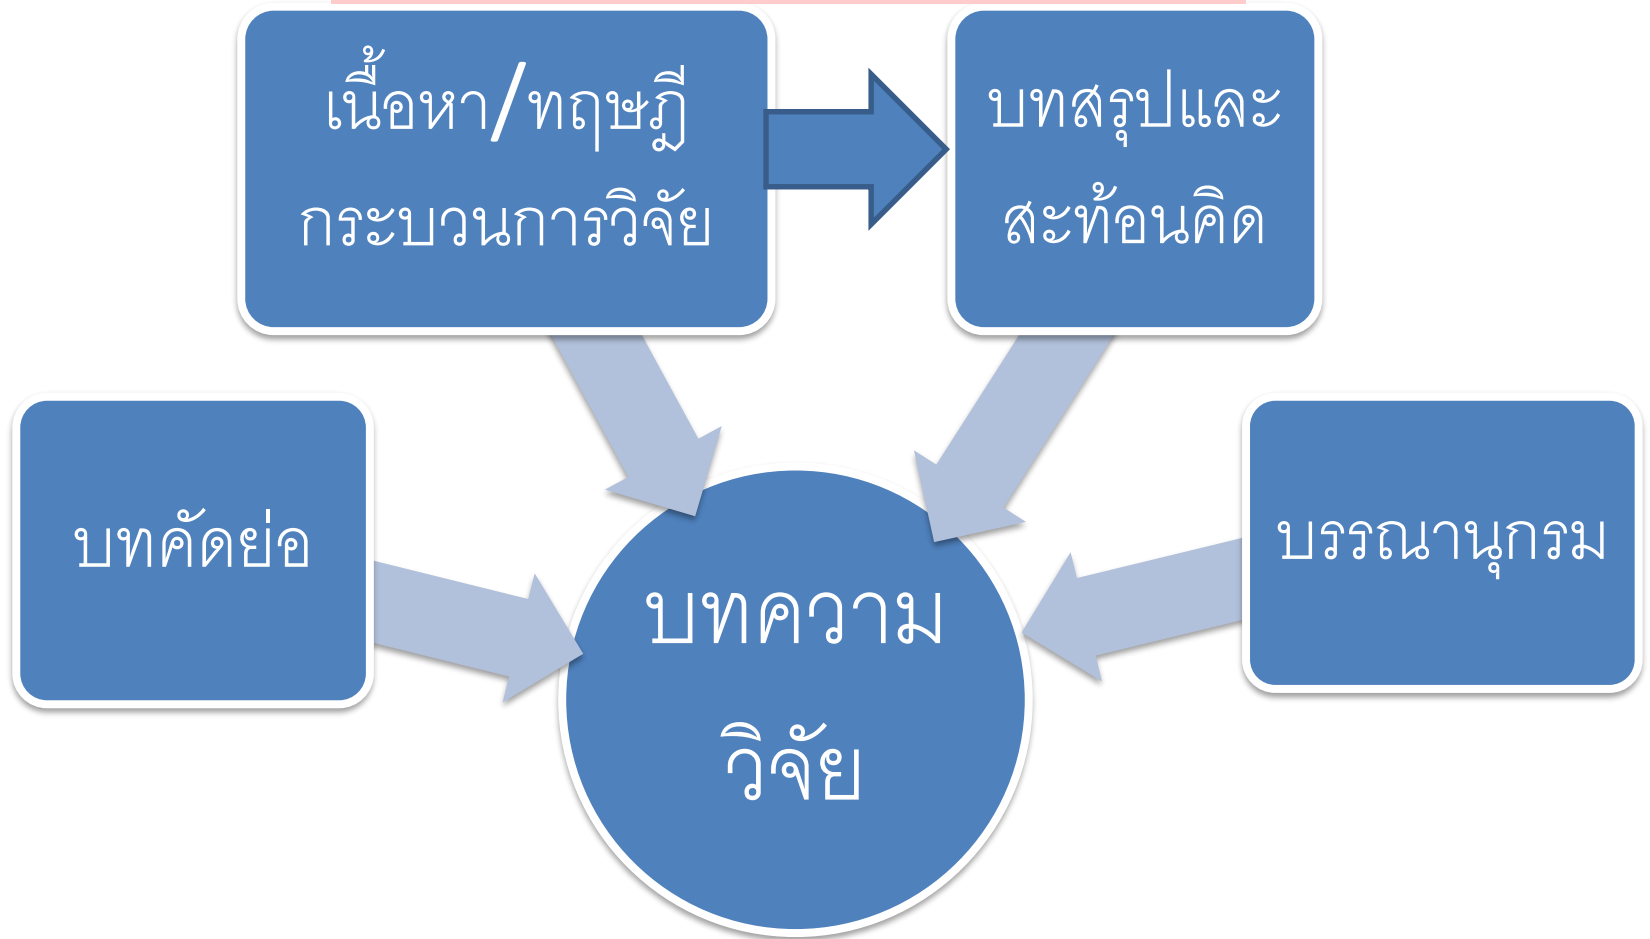 เนื้อหา/ทฤษฎี
กระบวนการวิจัย
บทสรุปและ
สะท้อนคิด
บทคัดย่อ
บรรณานุกรม
บทความ
วิจัย